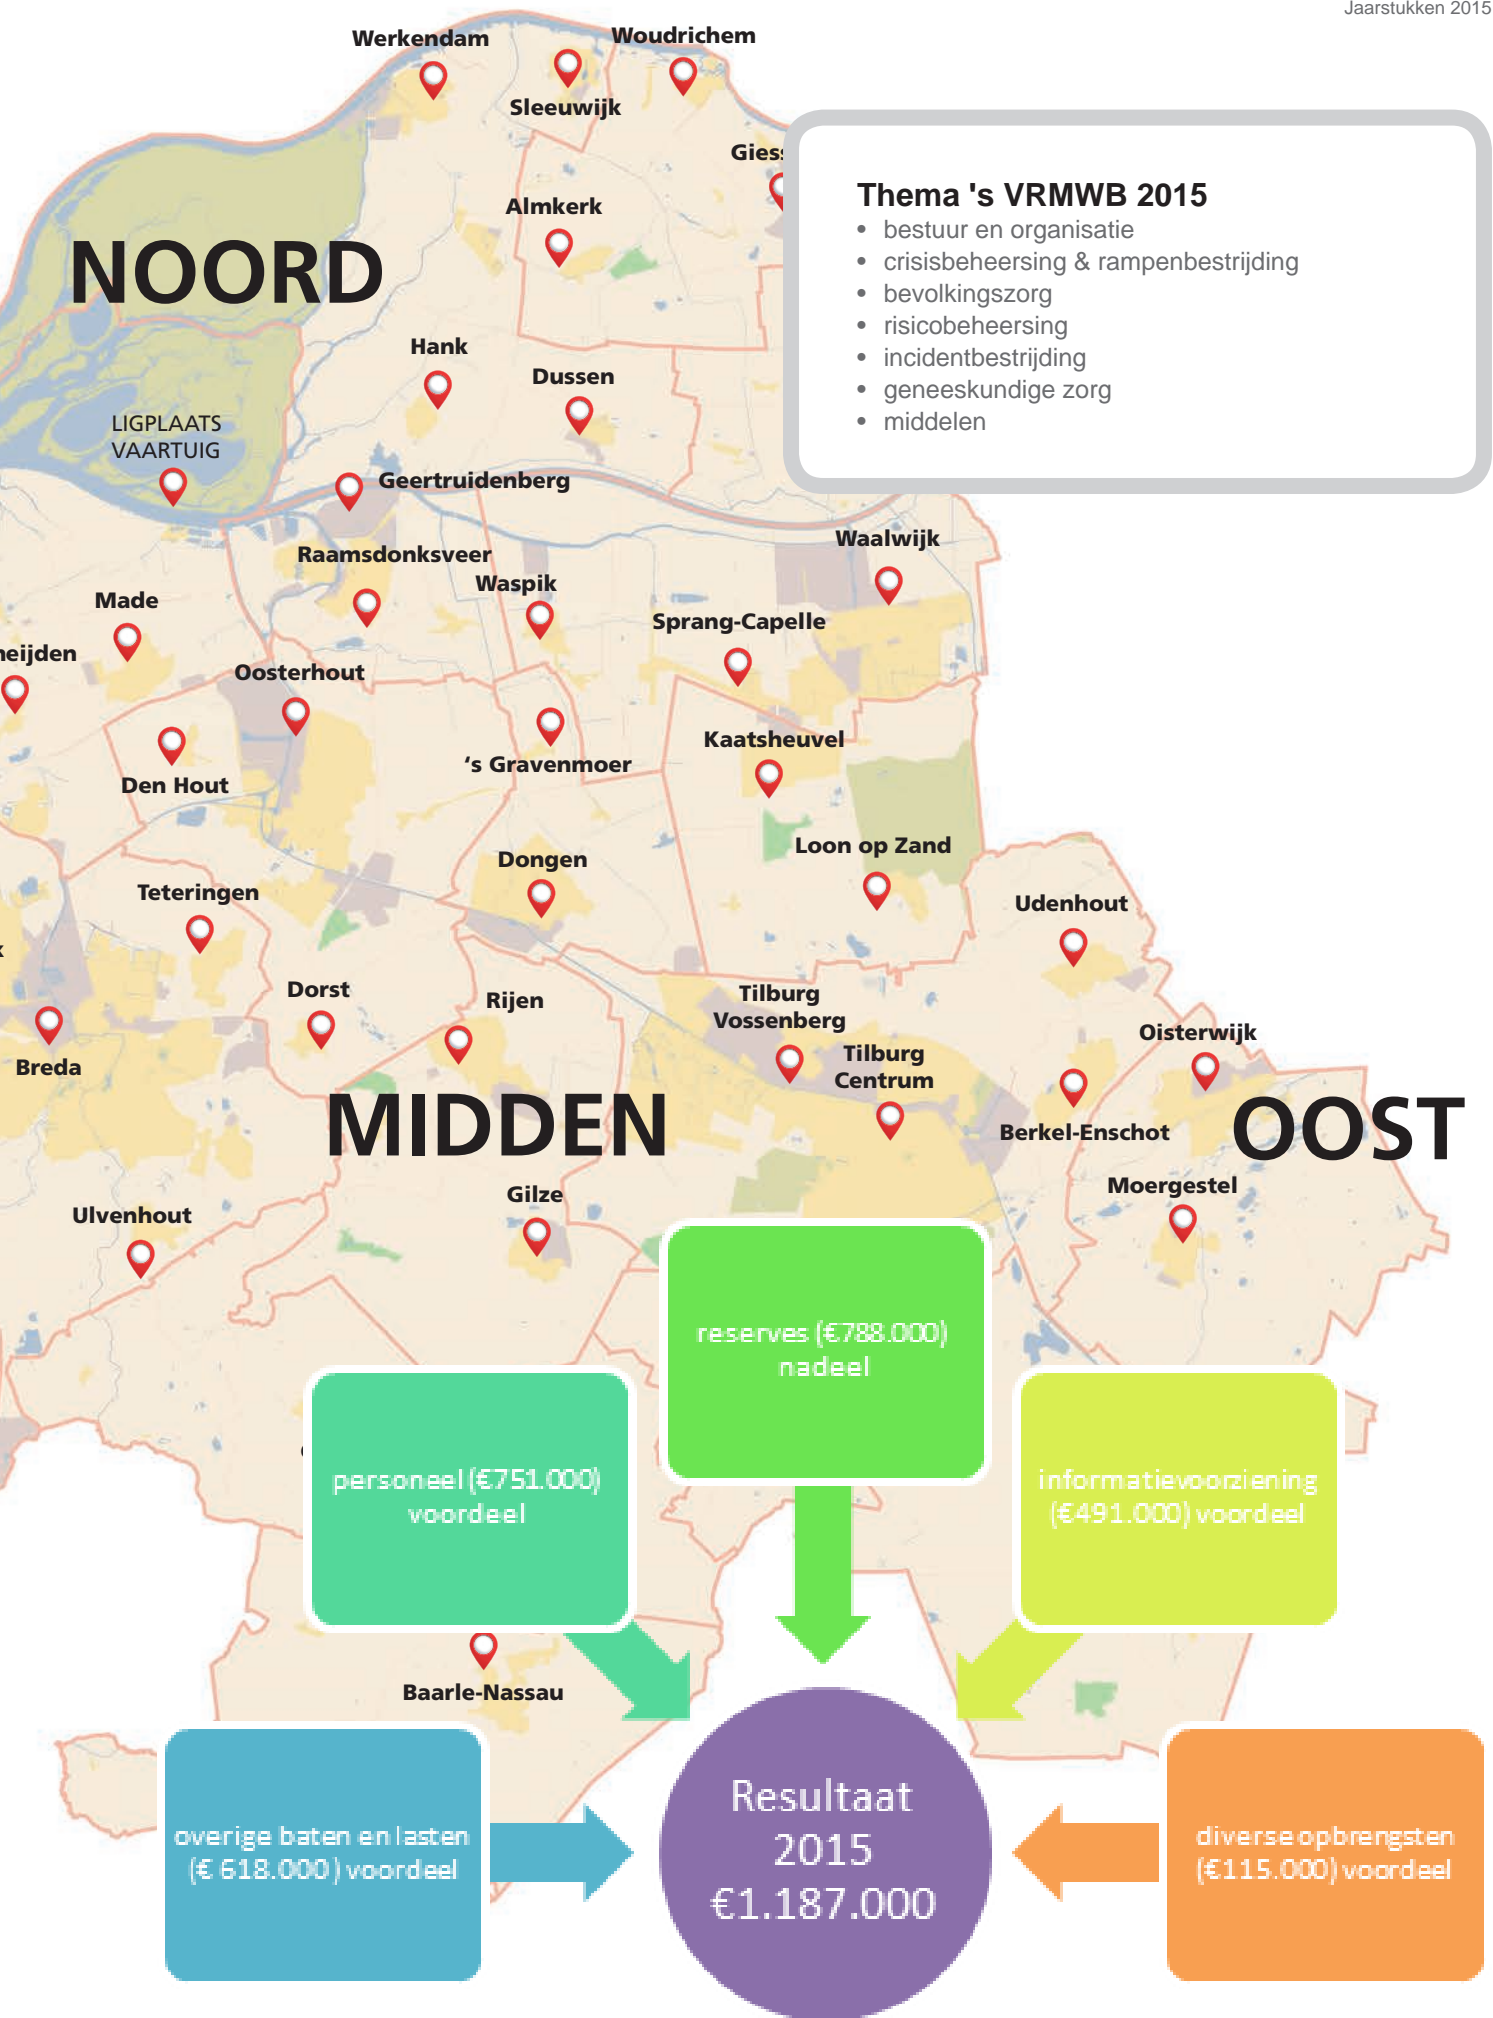 Jaarstukken 2015
Werkendam
Woudrichem
Sleeuwijk
Thema 's VRMWB 2015
• bestuur en organisatie
• crisisbeheersing & rampenbestrijding
• bevolkingszorg
• risicobeheersing
• incidentbestrijding
• geneeskundige zorg
• middelen
Almkerk
NOORD
Hank
Dussen
LIGPLAATS
VAARTUIG
Geertruidenberg
Waalwijk
Raamsdonksveer
Waspik
Made
Sprang-Capelle
Oosterhout
Kaatsheuvel
's Gravenmoer
Den Hout
Loon op Zand
Dongen
Teteringen
Udenhout
Dorst
Rijen
Tilburg
Vossenberg
Oisterwijk
Tilburg
Centrum
Breda
MIDDEN
OOST
Berkel-Enschot
Moergestel
Gilze
Ulvenhout
reserves (€788.000)
nadeel
personeel (€751.000)
voordeel
informatievoorziening
(€491.000) voordeel
Baarle-Nassau
overige baten en lasten
(€ 618.000) voordeel
Resultaat
2015
€1.187.000
diverse opbrengsten
(€115.000) voordeel